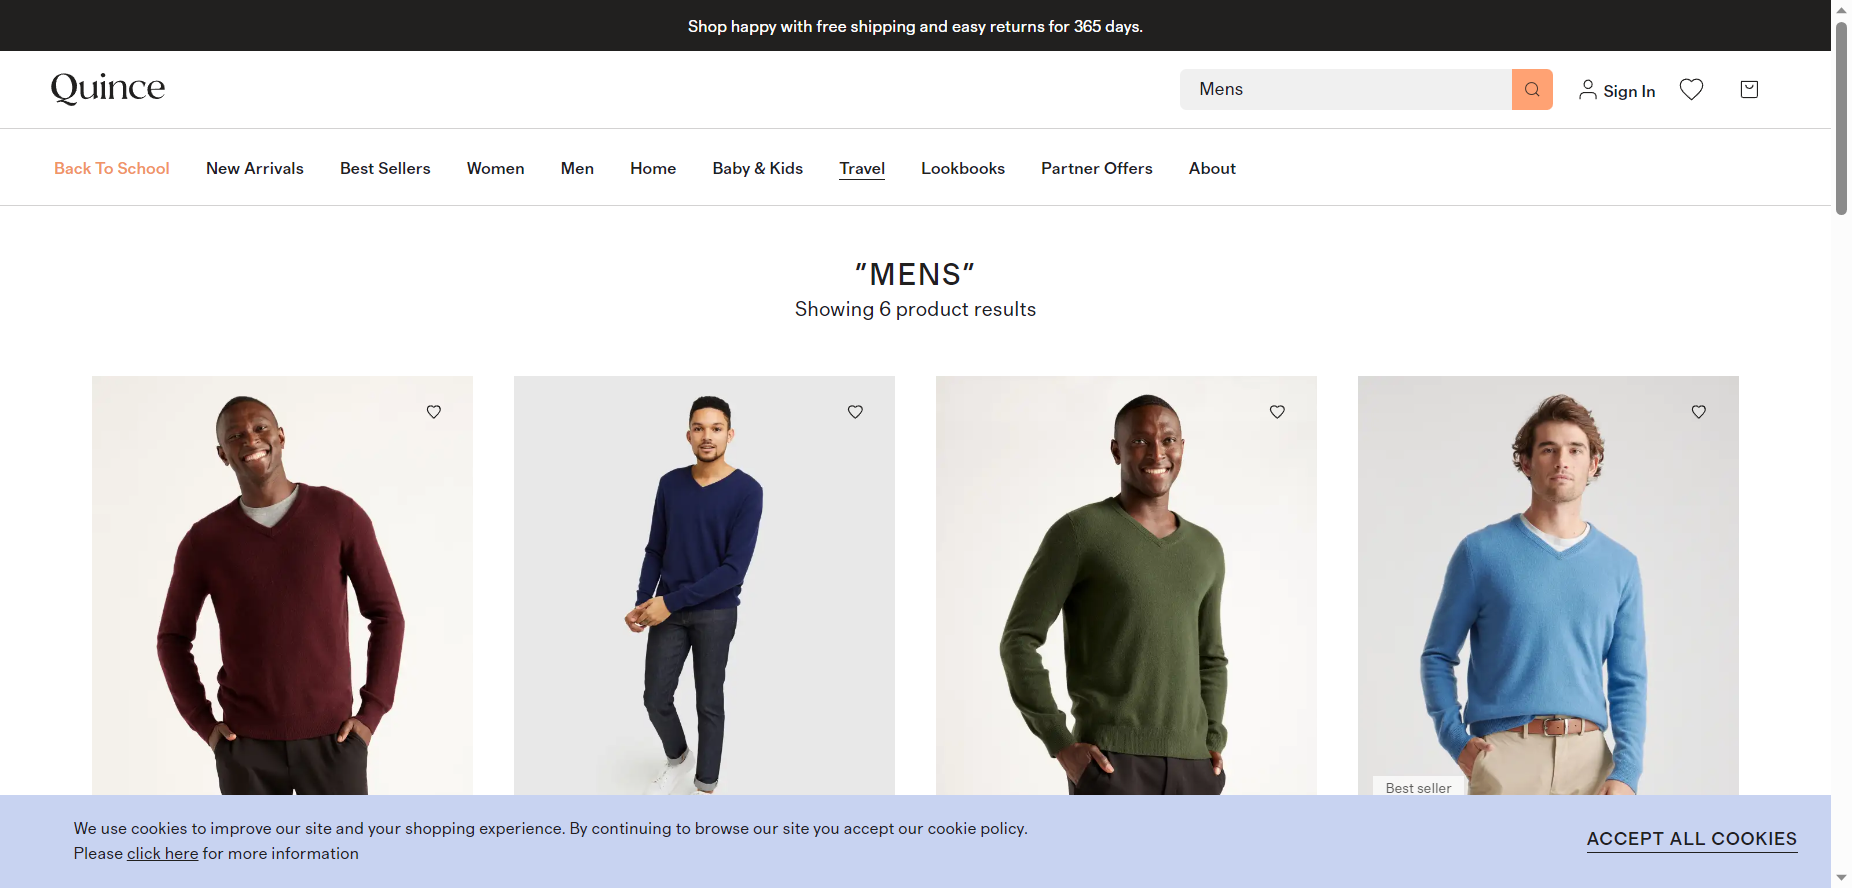 Shop happy with free shipping and easy returns for 365 days.
Quince
Mens
Sign In
Back To School
New Arrivals
Best Sellers
Women
Men
Home
Baby & Kids
Travel
Lookbooks
Partner Offers
About
"MENS"
Showing 6 product results
Best seller
We use cookies to improve our site and your shopping experience. By continuing to browse our site you accept our cookie policy.
Please click here for more information
ACCEPT ALL COOKIES